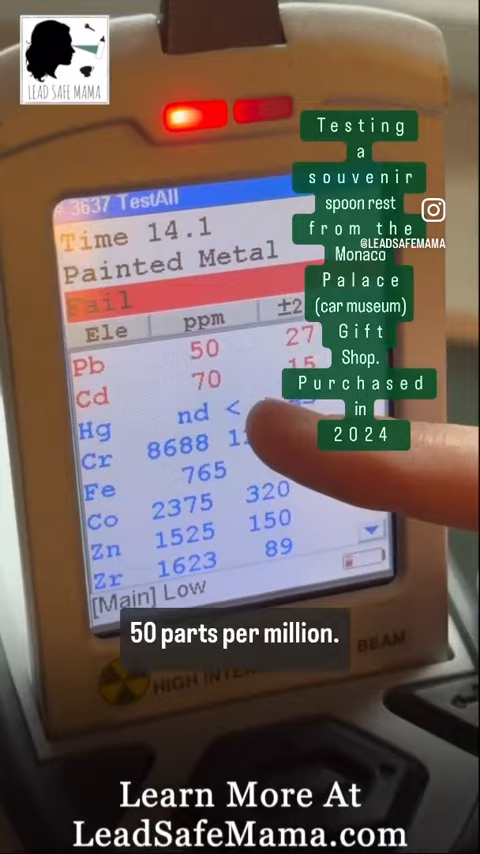 LEAD SAFE MAMA
Testing
a
souvenir
spoon rest
from the
@LEADSAFEMAMA
Monaco
Palace
(car museum)
Gift
Shop.
Purchased
in
2024
# 3637 TestAll
Time 14.1
Painted Metal
Fail
Ele ppm ±2
Pb 50 27
Cd 70 15
Hg nd <
Cr 8688
Fe 765
Co 2375 320
Zn 1525 150
Zr 1623 89
[Main] Low
50 parts per million.
BEAM
Learn More At
LeadSafeMama.com